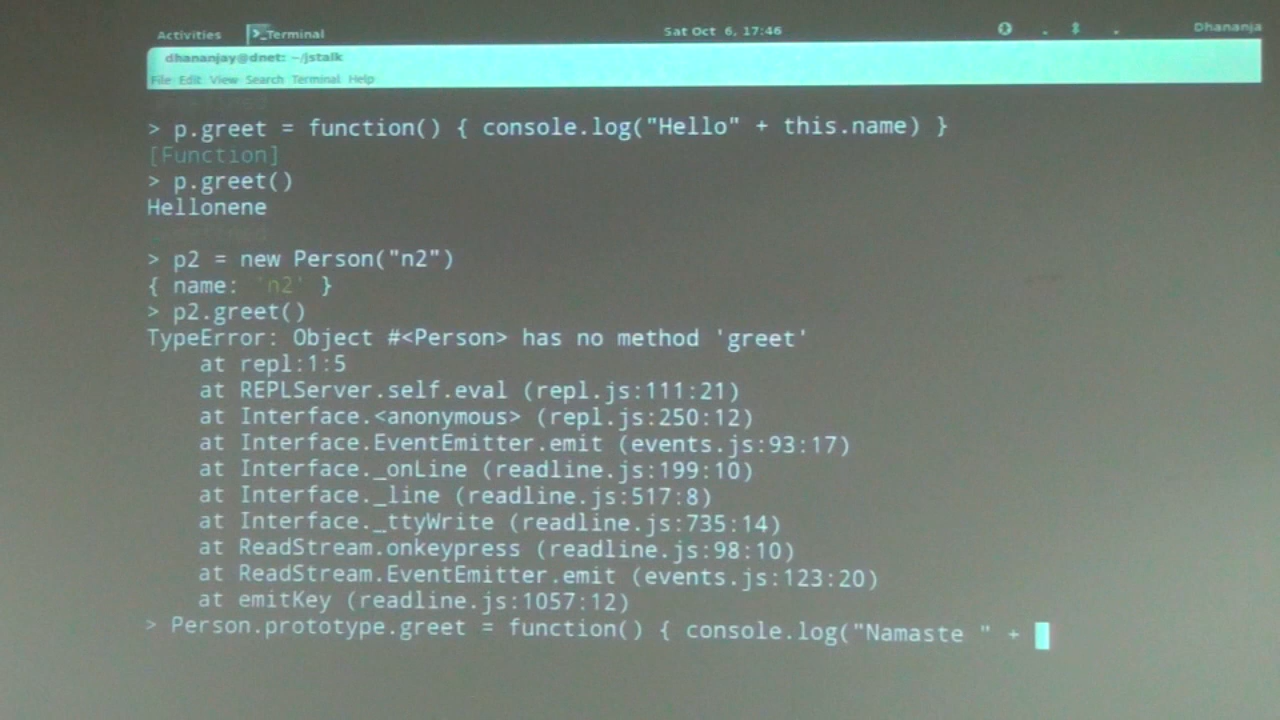 Activities >_Terminal Sat Oct 6, 17:46 Dhananja
dhananjay@dnet: ~/jstalk
File Edit View Search Terminal Help
> p.greet = function() { console.log("Hello" + this.name) }
[Function]
> p.greet()
Hellonene
> p2 = new Person("n2")
{ name: 'n2' }
> p2.greet()
TypeError: Object #<Person> has no method 'greet'
at repl:1:5
at REPLServer.self.eval (repl.js:111:21)
at Interface.<anonymous> (repl.js:250:12)
at Interface.EventEmitter.emit (events.js:93:17)
at Interface._onLine (readline.js:199:10)
at Interface._line (readline.js:517:8)
at Interface._ttyWrite (readline.js:735:14)
at ReadStream.onkeypress (readline.js:98:10)
at ReadStream.EventEmitter.emit (events.js:123:20)
at emitKey (readline.js:1057:12)
> Person.prototype.greet = function() { console.log("Namaste " +